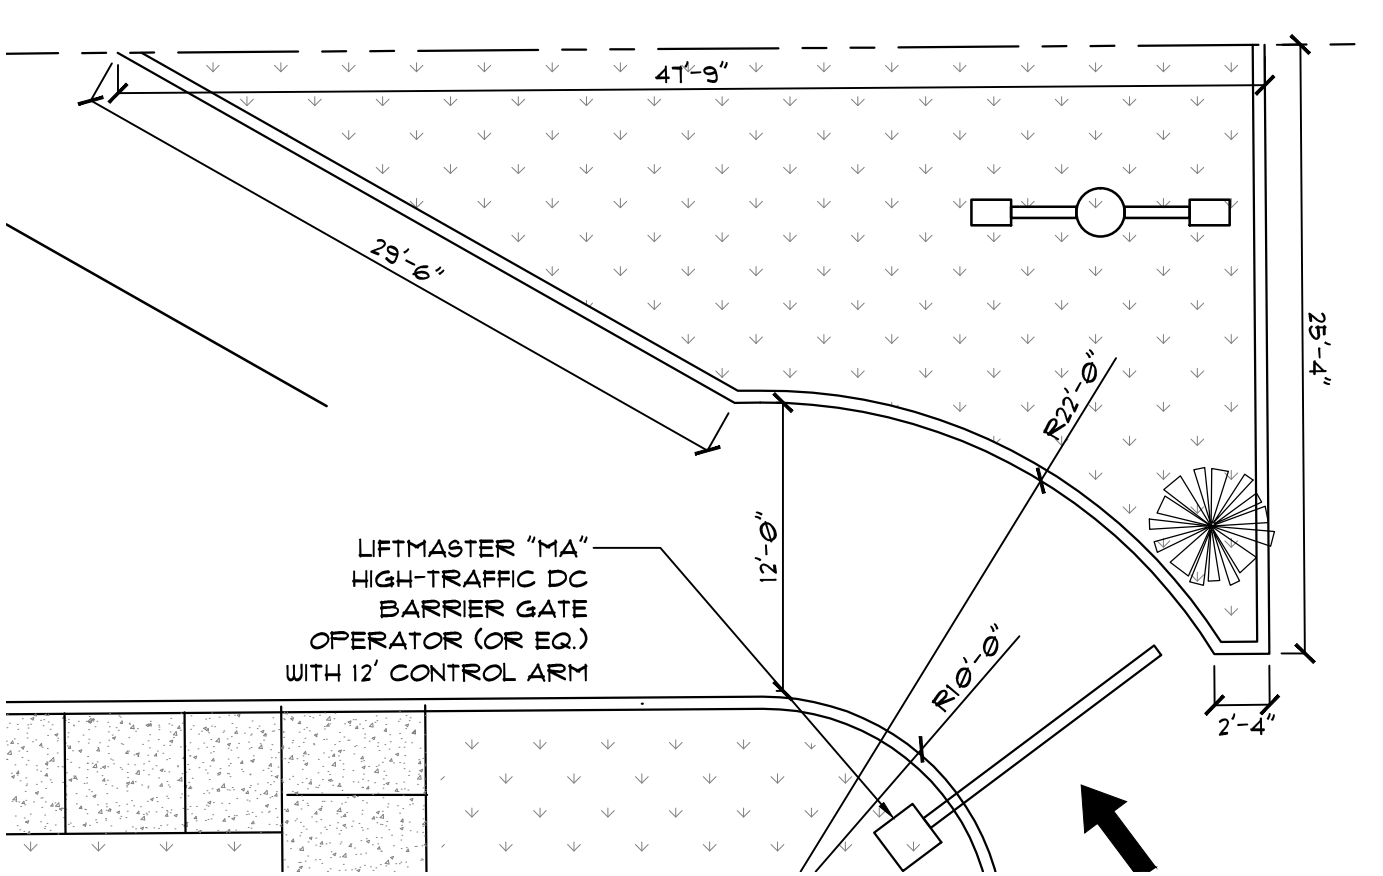 47'-9"
29'-6"
25'-4"
R22'-0"
12'-0"
LIFTMASTER "MA"
HIGH-TRAFFIC DC
BARRIER GATE
OPERATOR (OR EQ.)
WITH 12' CONTROL ARM
R10'-0"
2'-4"